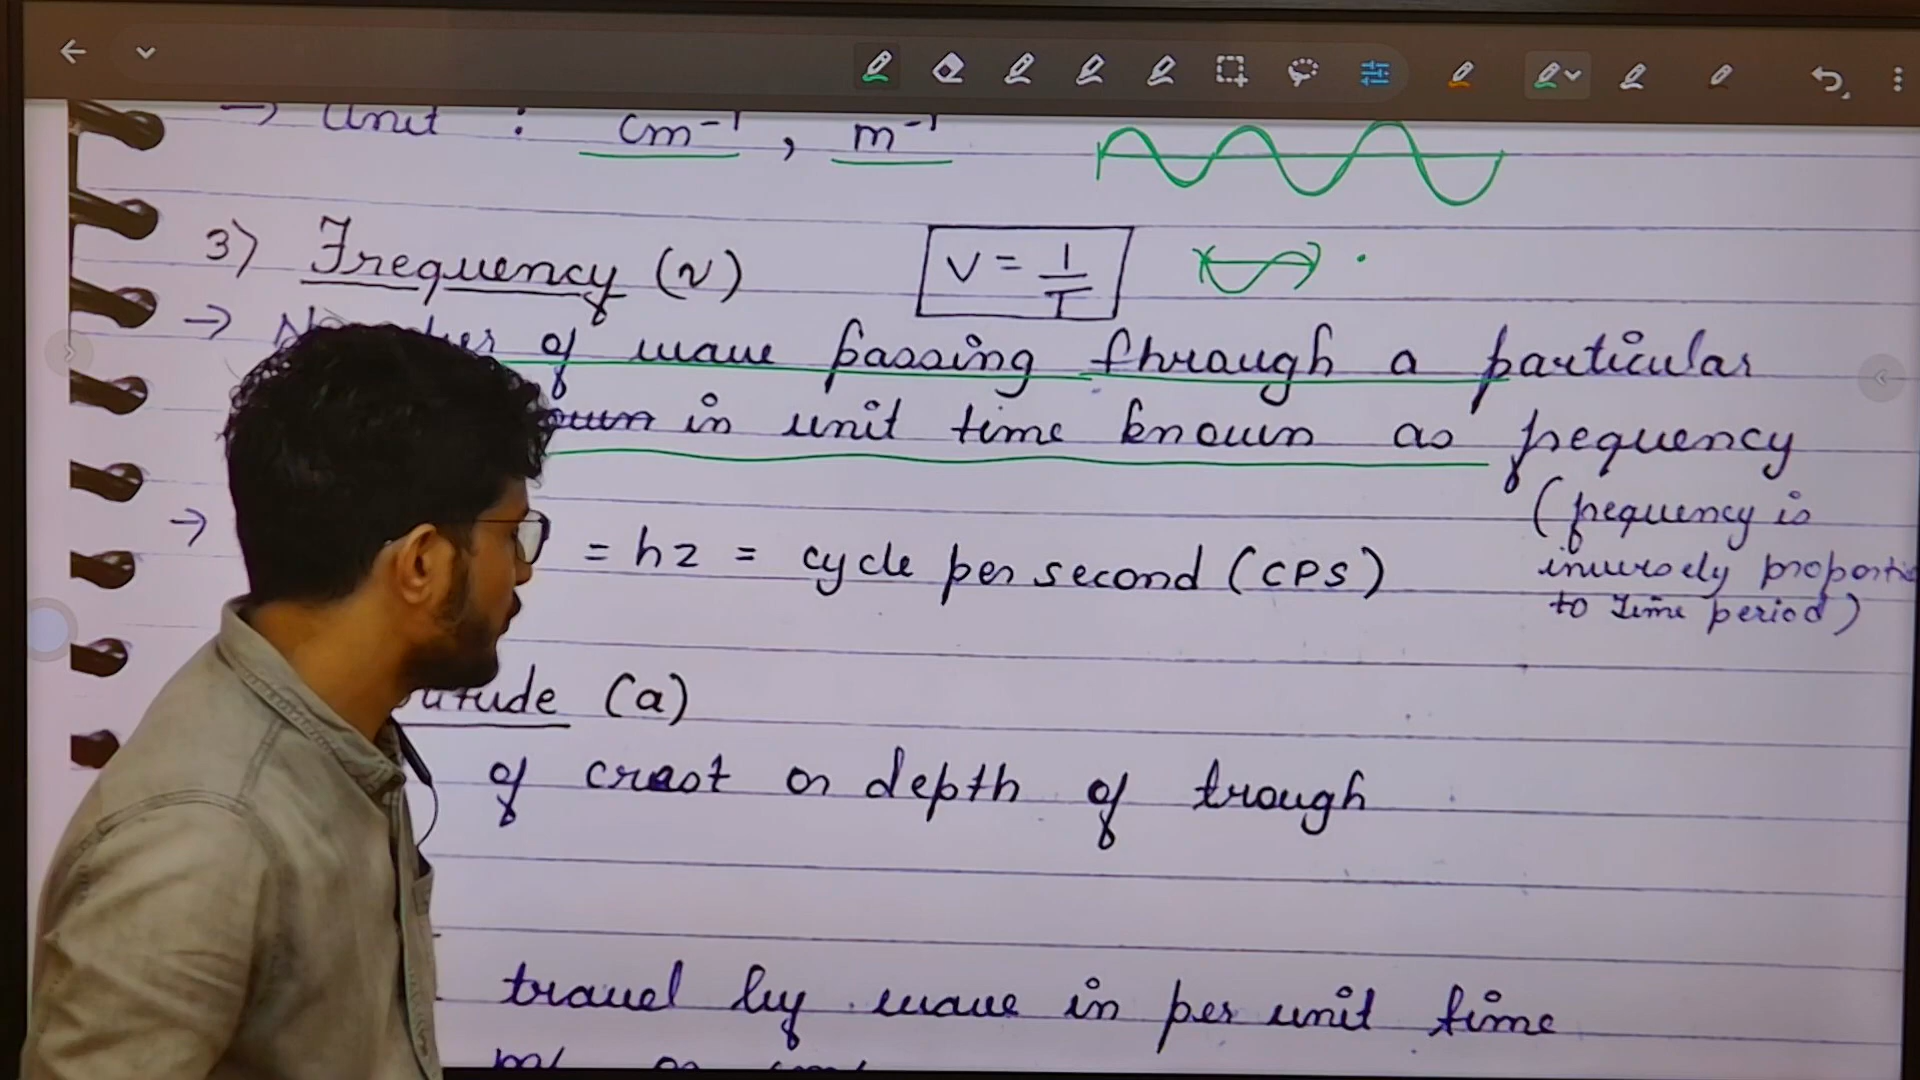 → Unit : cm⁻¹ , m⁻¹
3) Frequency (ν) ν = 1/T
→ of wave passing through a particular
in unit time known as frequency
(frequency is
inversely
to Time period)
→ = hz = cycle per second (CPS)
(a)
of crest or depth of trough
travel by wave in per unit time